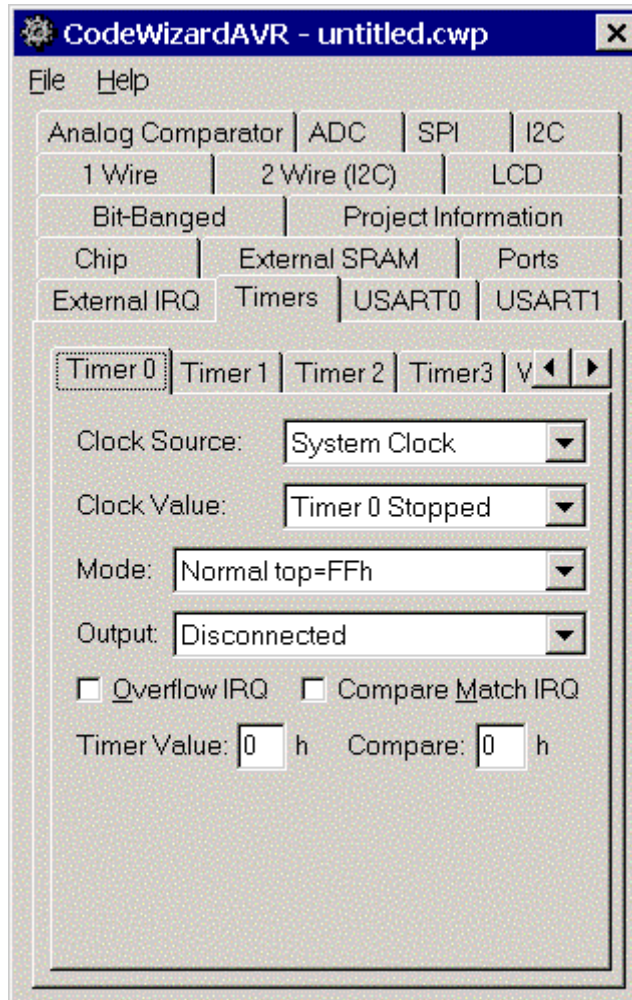 CodeWizardAVR - untitled.cwp
File Help
Analog Comparator ADC SPI I2C
1 Wire 2 Wire (I2C) LCD
Bit-Banged Project Information
Chip External SRAM Ports
External IRQ Timers USART0 USART1
Timer 0 Timer 1 Timer 2 Timer3 V
Clock Source: System Clock
Clock Value: Timer 0 Stopped
Mode: Normal top=FFh
Output: Disconnected
Overflow IRQ Compare Match IRQ
Timer Value: 0 h Compare: 0 h